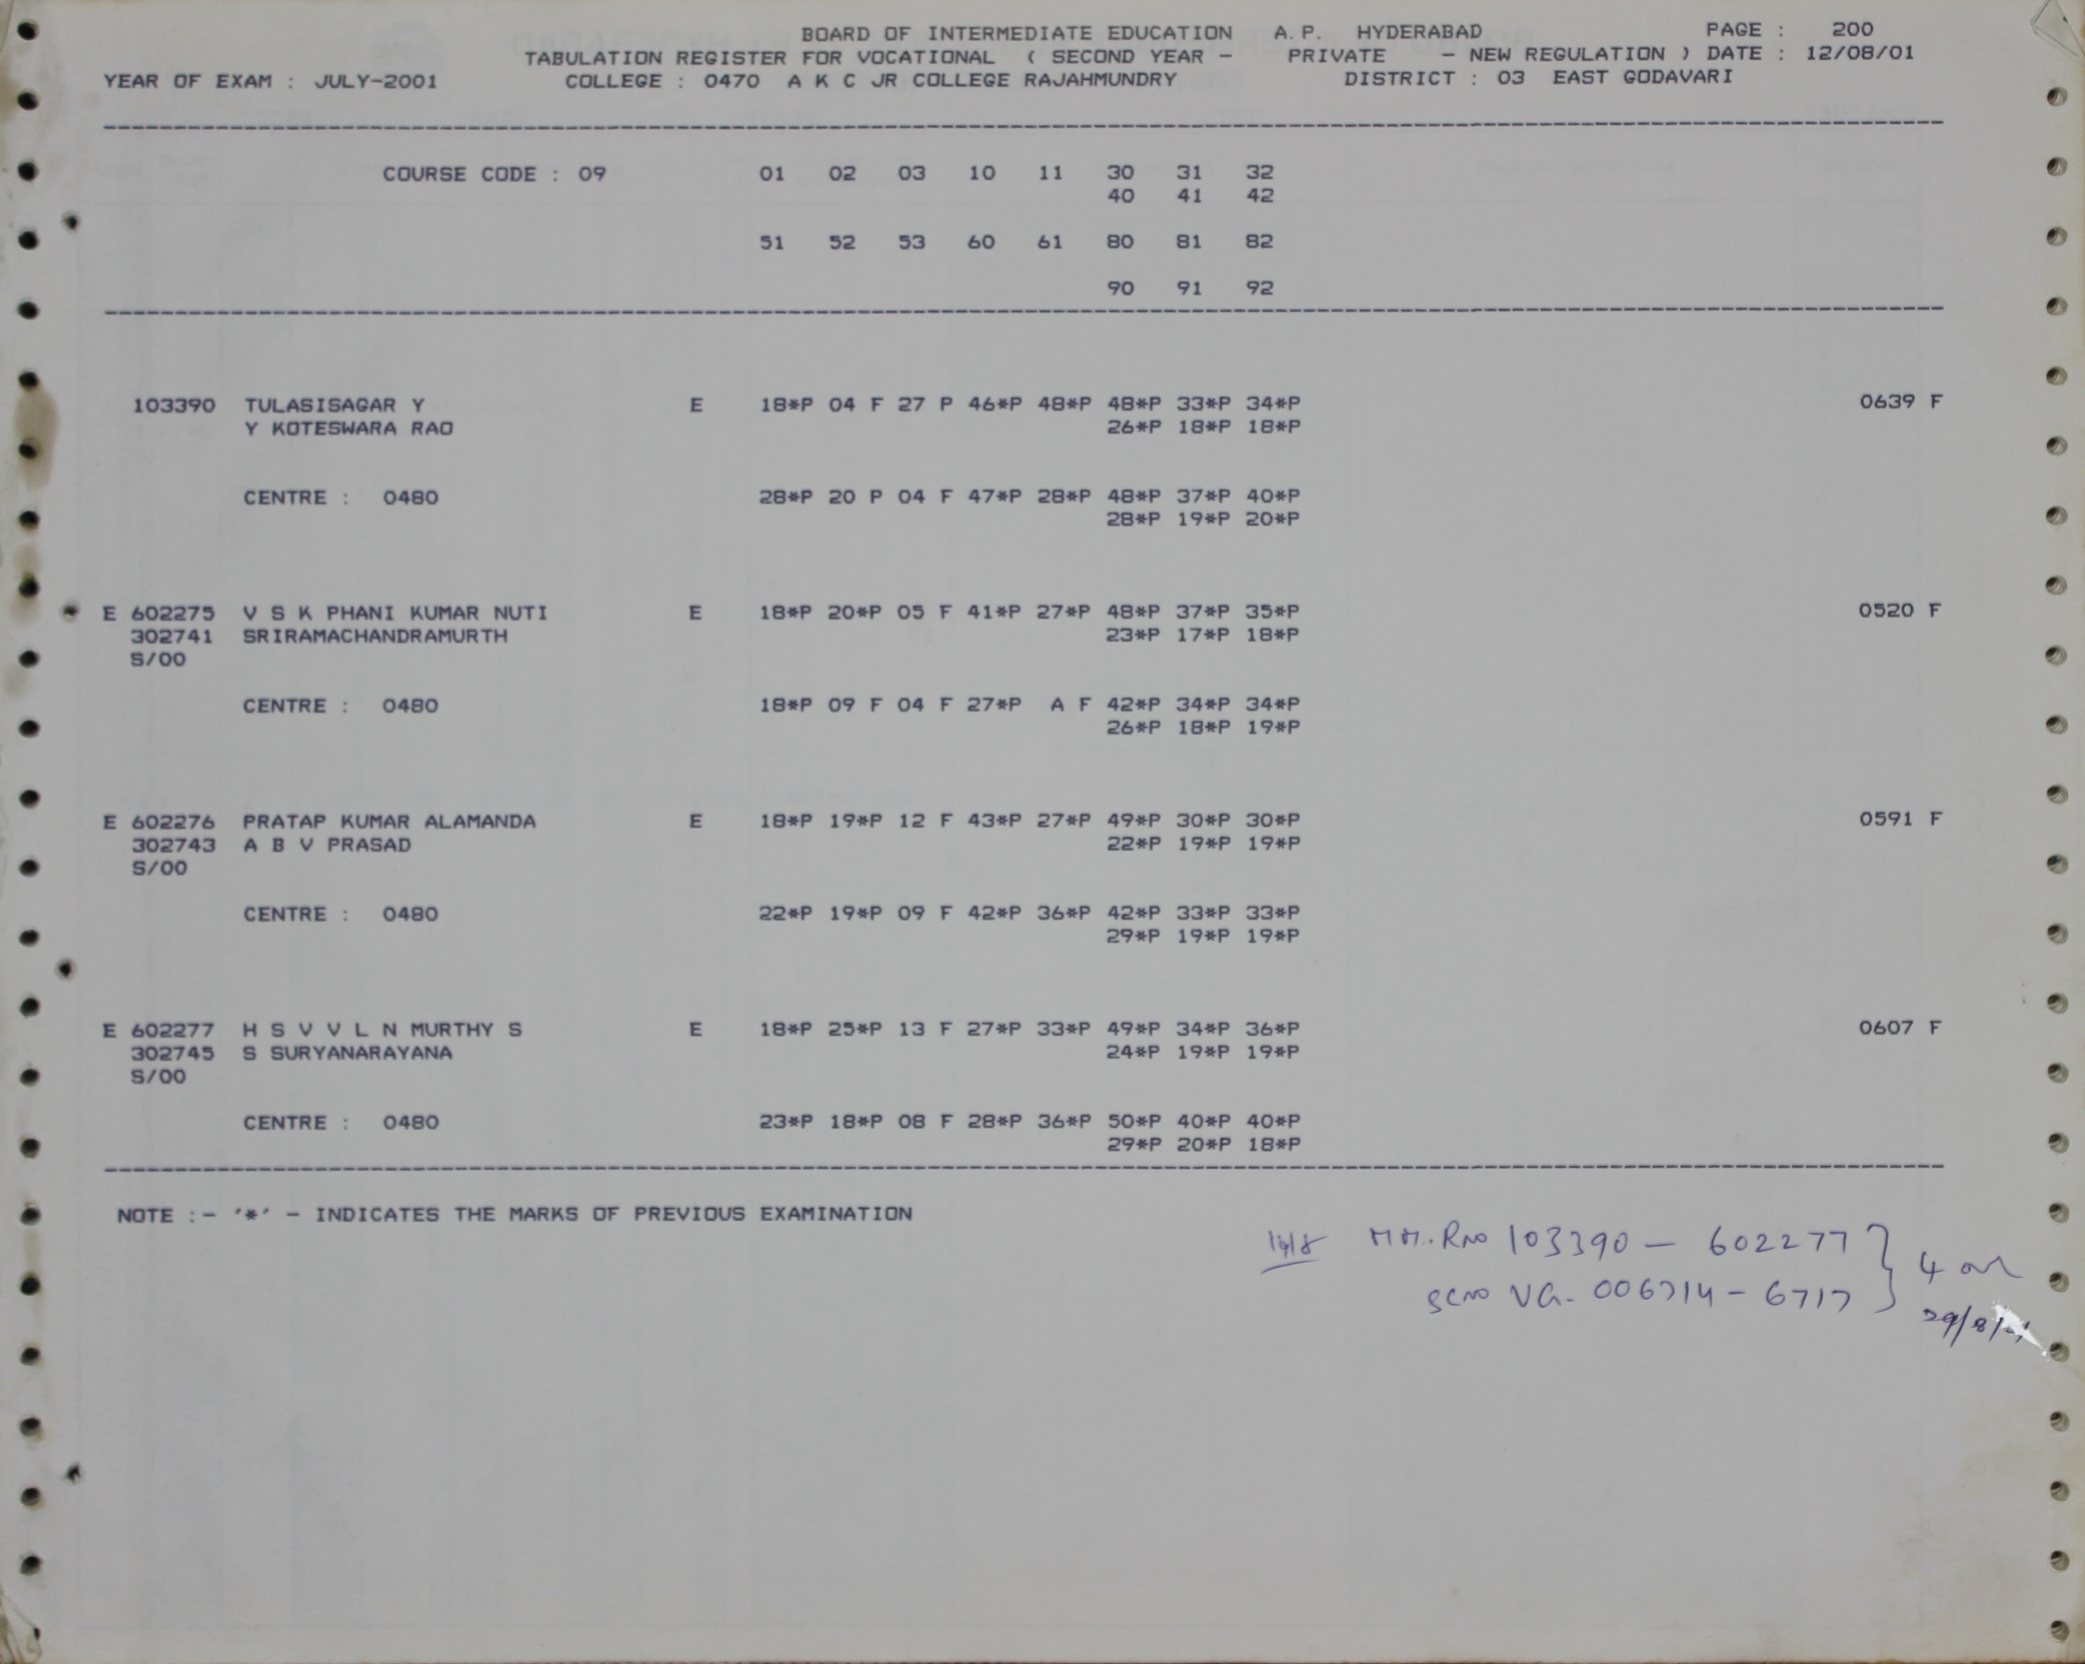 BOARD OF INTERMEDIATE EDUCATION A.P. HYDERABAD PAGE : 200
TABULATION REGISTER FOR VOCATIONAL ( SECOND YEAR - PRIVATE - NEW REGULATION ) DATE : 12/08/01
YEAR OF EXAM : JULY-2001 COLLEGE : 0470 A K C JR COLLEGE RAJAHMUNDRY DISTRICT : 03 EAST GODAVARI
COURSE CODE : 09 01 02 03 10 11 30 31 32
40 41 42
51 52 53 60 61 80 81 82
90 91 92
103390 TULASISAGAR Y E 18*P 04 F 27 P 46*P 48*P 48*P 33*P 34*P 0639 F
Y KOTESWARA RAO 26*P 18*P 18*P
CENTRE : 0480 28*P 20 P 04 F 47*P 28*P 48*P 37*P 40*P
28*P 19*P 20*P
E 602275 V S K PHANI KUMAR NUTI E 18*P 20*P 05 F 41*P 27*P 48*P 37*P 35*P 0520 F
302741 SRIRAMACHANDRAMURTH 23*P 17*P 18*P
S/00
CENTRE : 0480 18*P 09 F 04 F 27*P A F 42*P 34*P 34*P
26*P 18*P 19*P
E 602276 PRATAP KUMAR ALAMANDA E 18*P 19*P 12 F 43*P 27*P 49*P 30*P 30*P 0591 F
302743 A B V PRASAD 22*P 19*P 19*P
S/00
CENTRE : 0480 22*P 19*P 09 F 42*P 36*P 42*P 33*P 33*P
29*P 19*P 19*P
E 602277 H S V V L N MURTHY S E 18*P 25*P 13 F 27*P 33*P 49*P 34*P 36*P 0607 F
302745 S SURYANARAYANA 24*P 19*P 19*P
S/00
CENTRE : 0480 23*P 18*P 08 F 28*P 36*P 50*P 40*P 40*P
29*P 20*P 18*P
NOTE :- '*' - INDICATES THE MARKS OF PREVIOUS EXAMINATION
MM. RNo 103390 - 602277
VG. 006714 - 6717 4